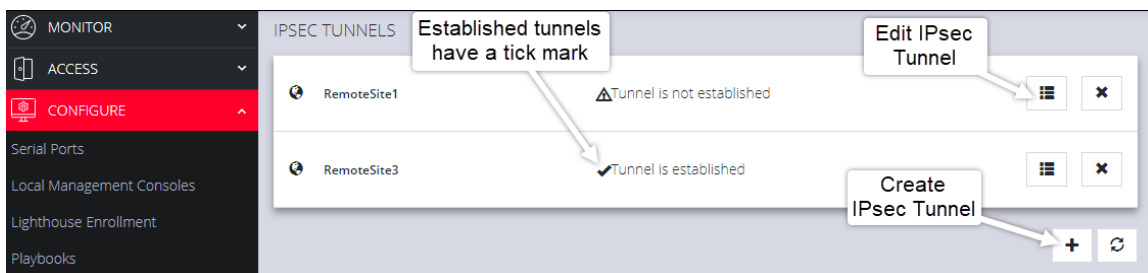 MONITOR
ACCESS
CONFIGURE
Serial Ports
Local Management Consoles
Lighthouse Enrollment
Playbooks
IPSEC TUNNELS
Established tunnels
have a tick mark
Edit IPsec
Tunnel
RemoteSite1
Tunnel is not established
RemoteSite3
Tunnel is established
Create
IPsec Tunnel